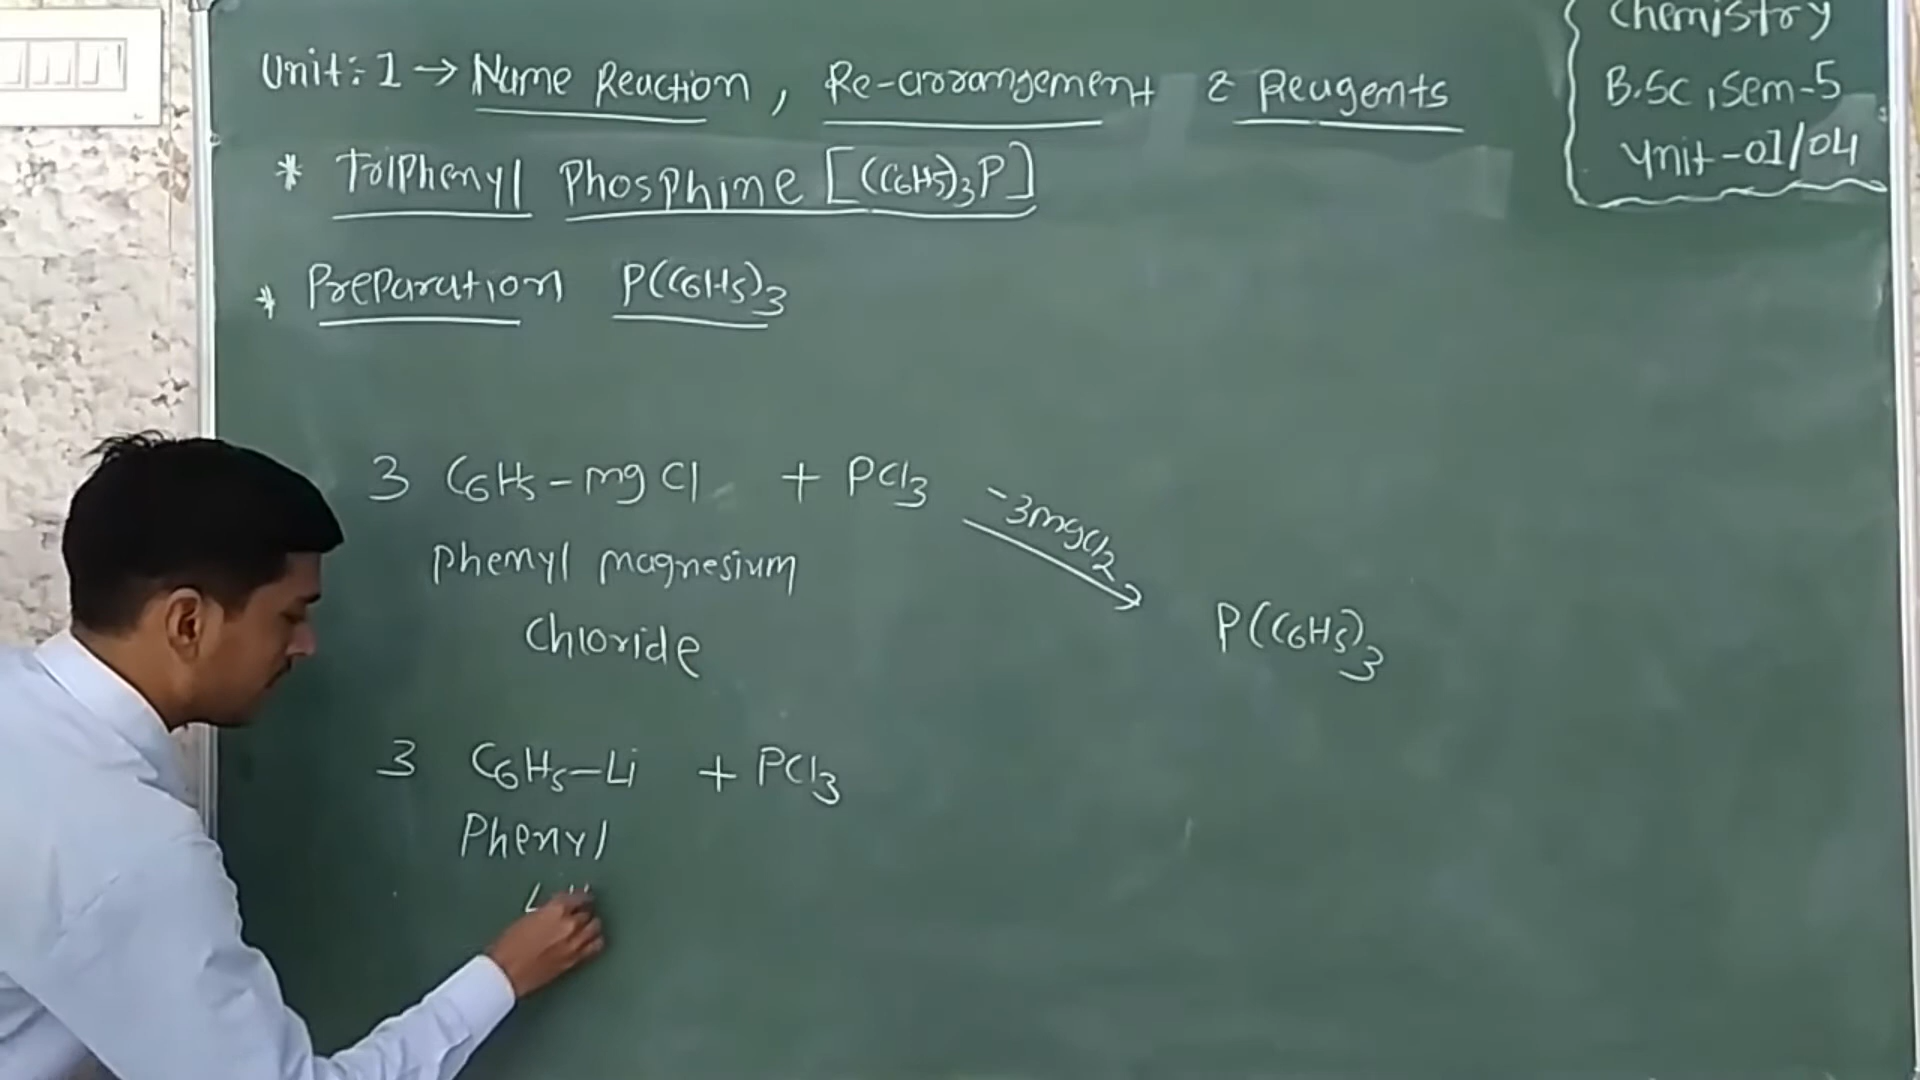 Chemistry
B.Sc, Sem-5
Unit-01/04
Unit:1 → Name Reaction, Re-arrangement & Reagents
* Triphenyl Phosphine [(C6H5)3P]
* Preparation P(C6H5)3
3 C6H5-mgCl + PCl3
-3mgCl2
Phenyl magnesium
Chloride
P(C6H5)3
3 C6H5-Li + PCl3
Phenyl